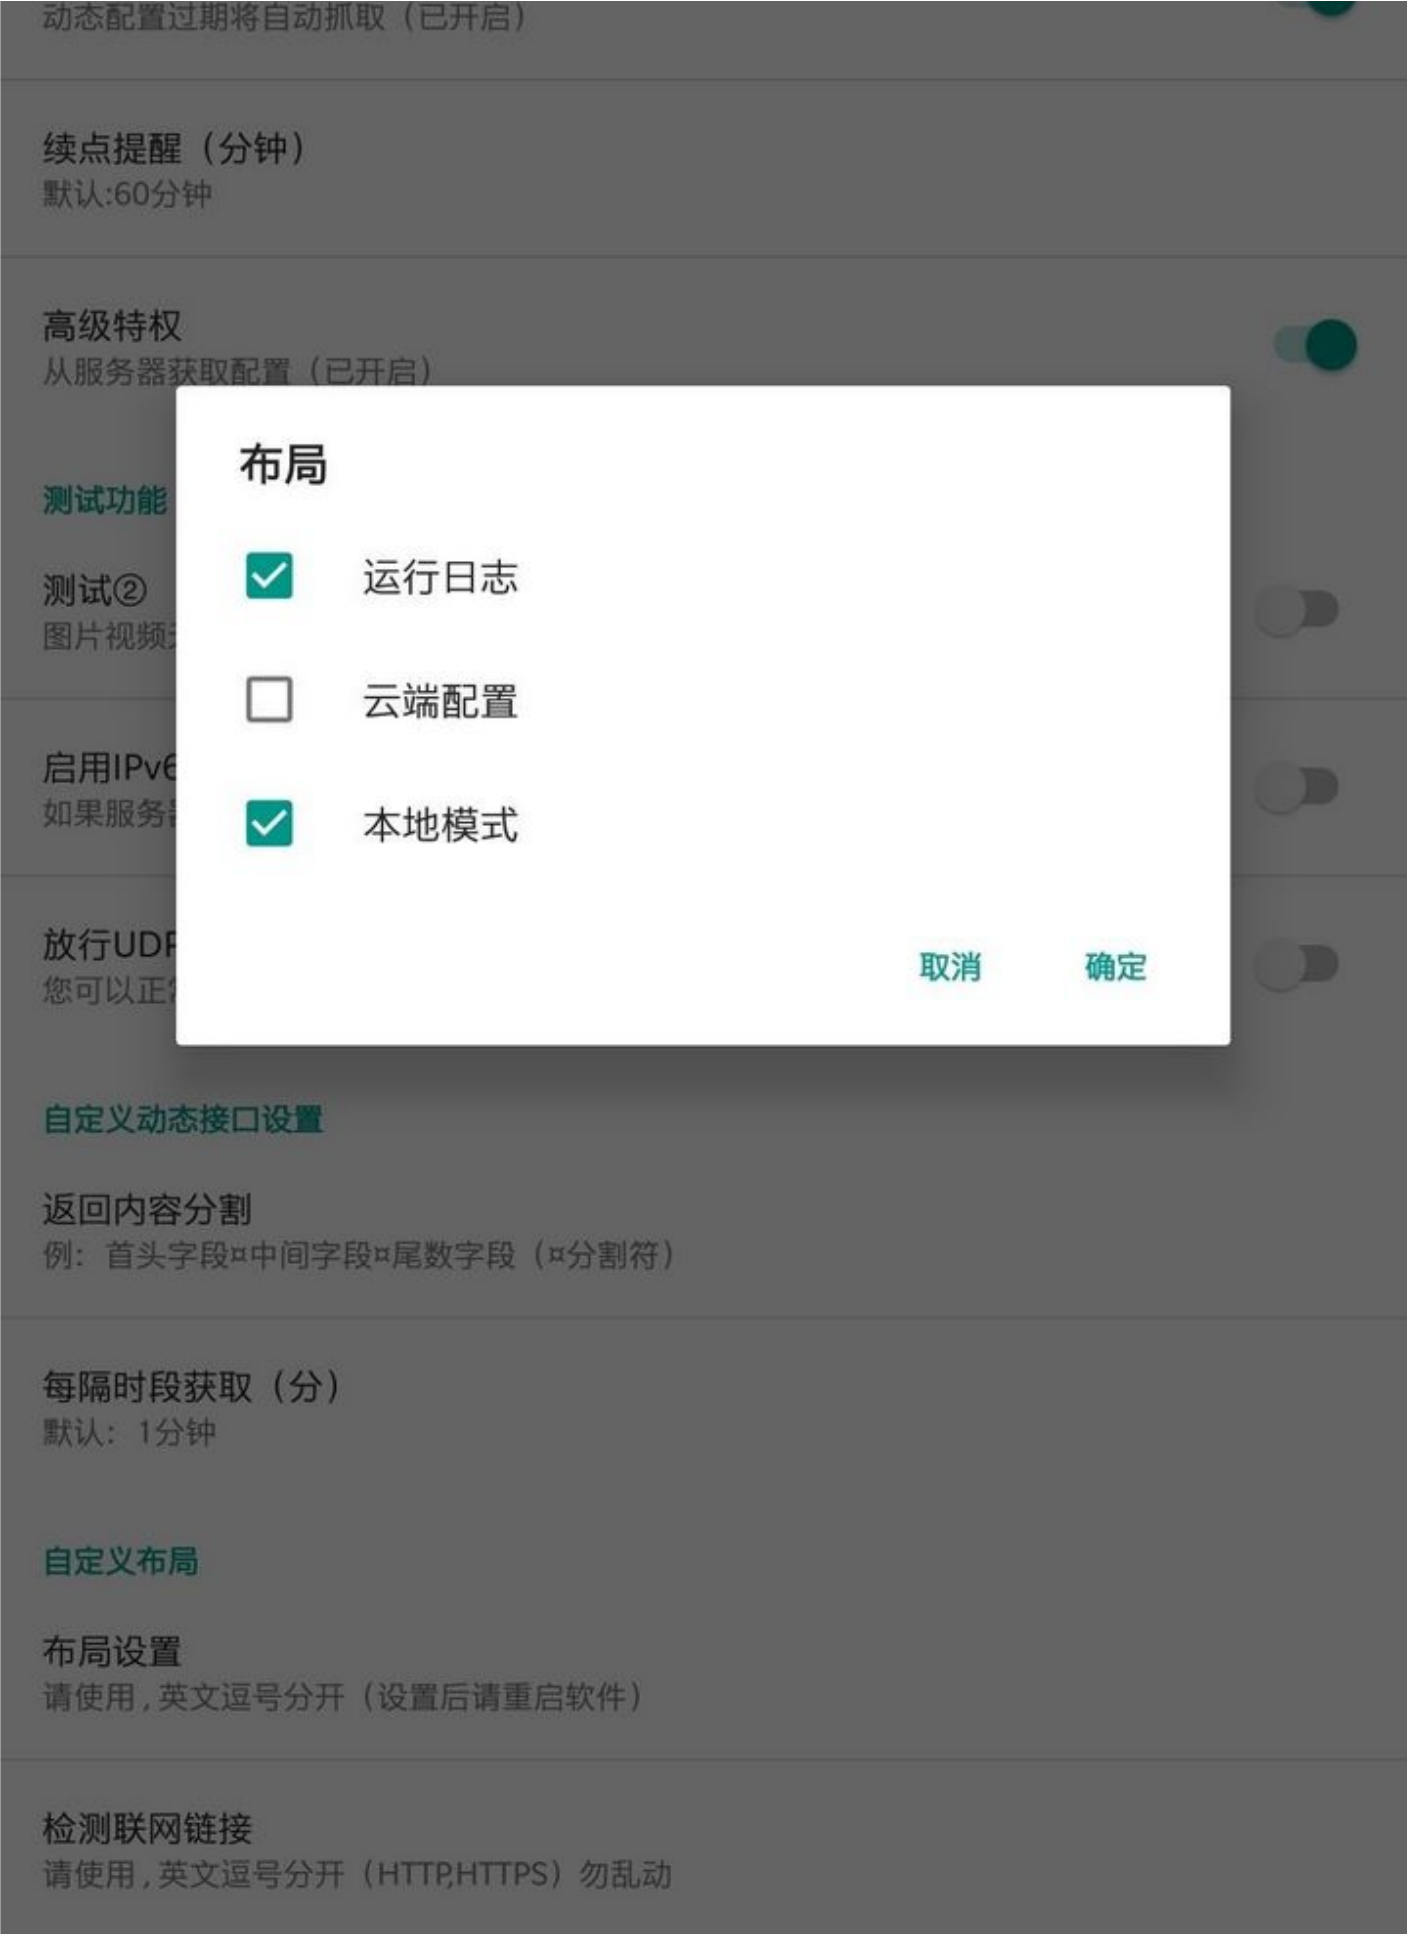 动态配置过期将自动抓取（已开启）
续点提醒（分钟）
默认:60分钟
高级特权
从服务器获取配置（已开启）
布局
测试功能
运行日志
测试②
图片视频
云端配置
启用IPv6
如果服务
本地模式
放行UDP
您可以正
取消
确定
自定义动态接口设置
返回内容分割
例：首头字段¤中间字段¤尾数字段（¤分割符）
每隔时段获取（分）
默认：1分钟
自定义布局
布局设置
请使用,英文逗号分开（设置后请重启软件）
检测联网链接
请使用,英文逗号分开（HTTP,HTTPS）勿乱动